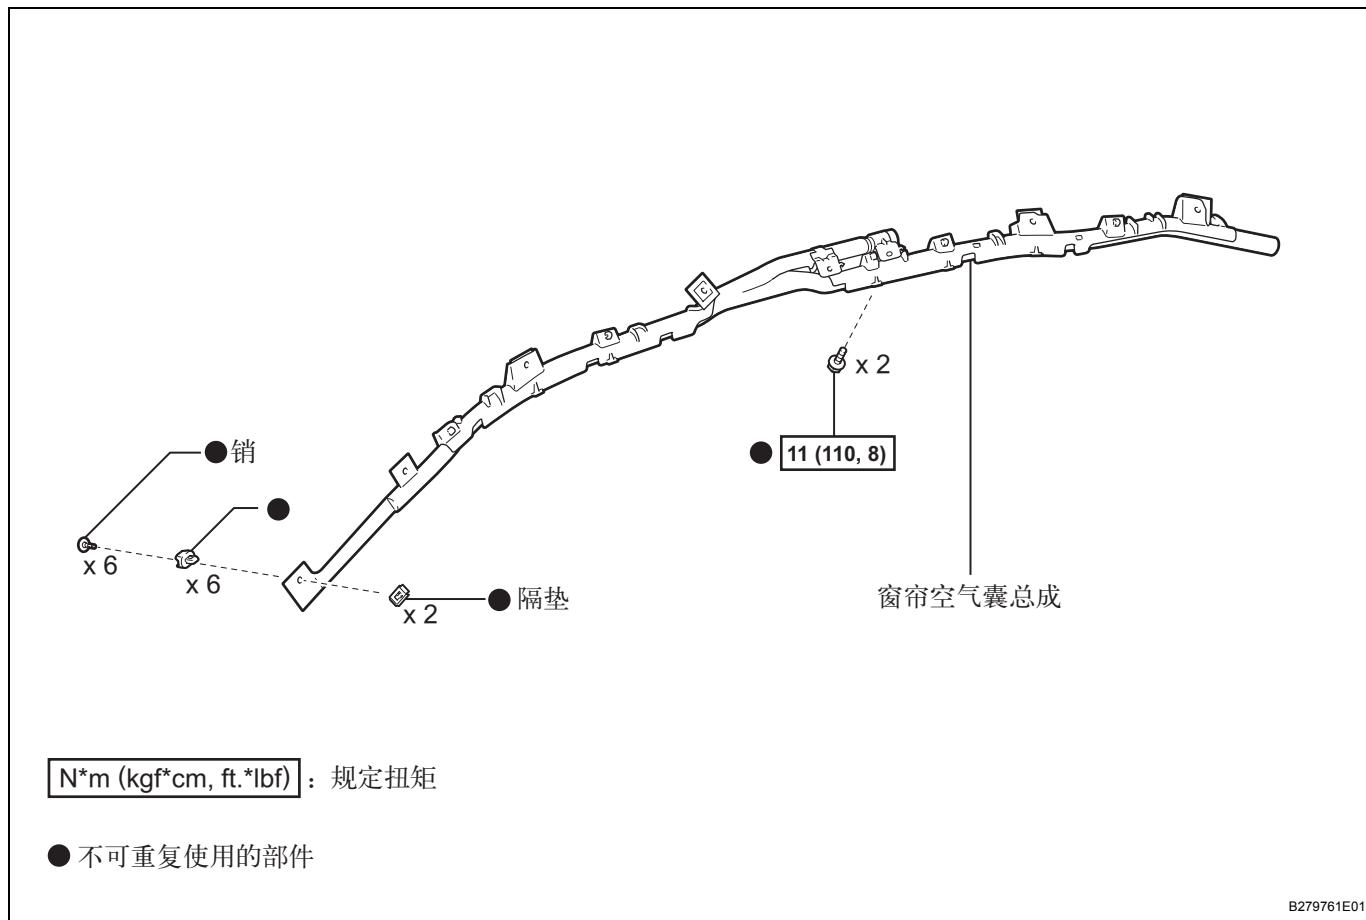 x 2
11 (110, 8)
销
x 6
x 6
隔垫
x 2
窗帘空气囊总成
N*m (kgf*cm, ft.*lbf) ：规定扭矩
不可重复使用的部件
B279761E01